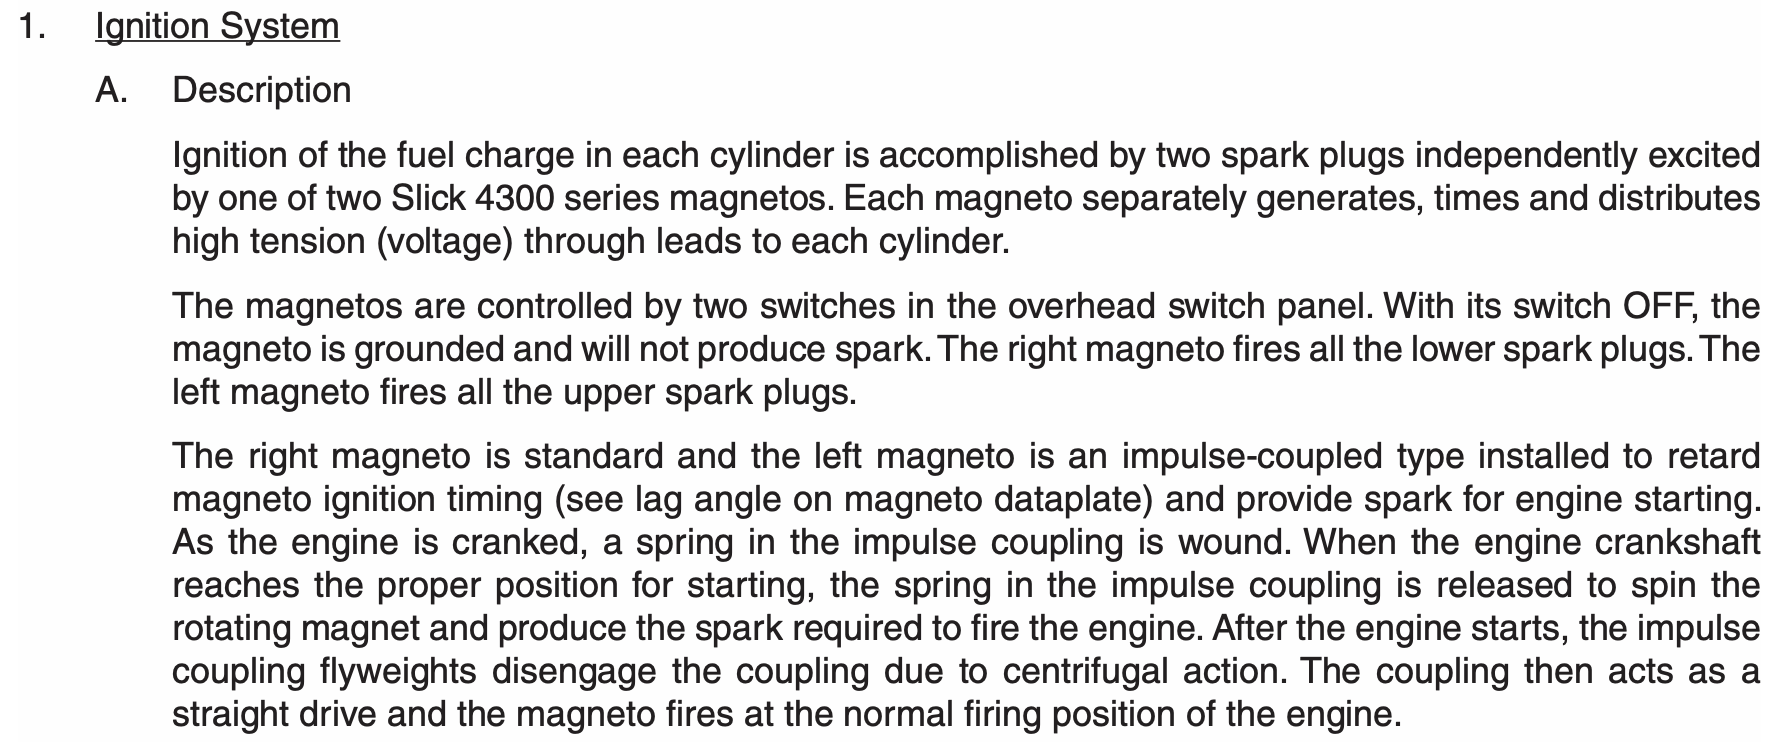 1. Ignition System
A. Description
Ignition of the fuel charge in each cylinder is accomplished by two spark plugs independently excited
by one of two Slick 4300 series magnetos. Each magneto separately generates, times and distributes
high tension (voltage) through leads to each cylinder.
The magnetos are controlled by two switches in the overhead switch panel. With its switch OFF, the
magneto is grounded and will not produce spark. The right magneto fires all the lower spark plugs. The
left magneto fires all the upper spark plugs.
The right magneto is standard and the left magneto is an impulse-coupled type installed to retard
magneto ignition timing (see lag angle on magneto dataplate) and provide spark for engine starting.
As the engine is cranked, a spring in the impulse coupling is wound. When the engine crankshaft
reaches the proper position for starting, the spring in the impulse coupling is released to spin the
rotating magnet and produce the spark required to fire the engine. After the engine starts, the impulse
coupling flyweights disengage the coupling due to centrifugal action. The coupling then acts as a
straight drive and the magneto fires at the normal firing position of the engine.